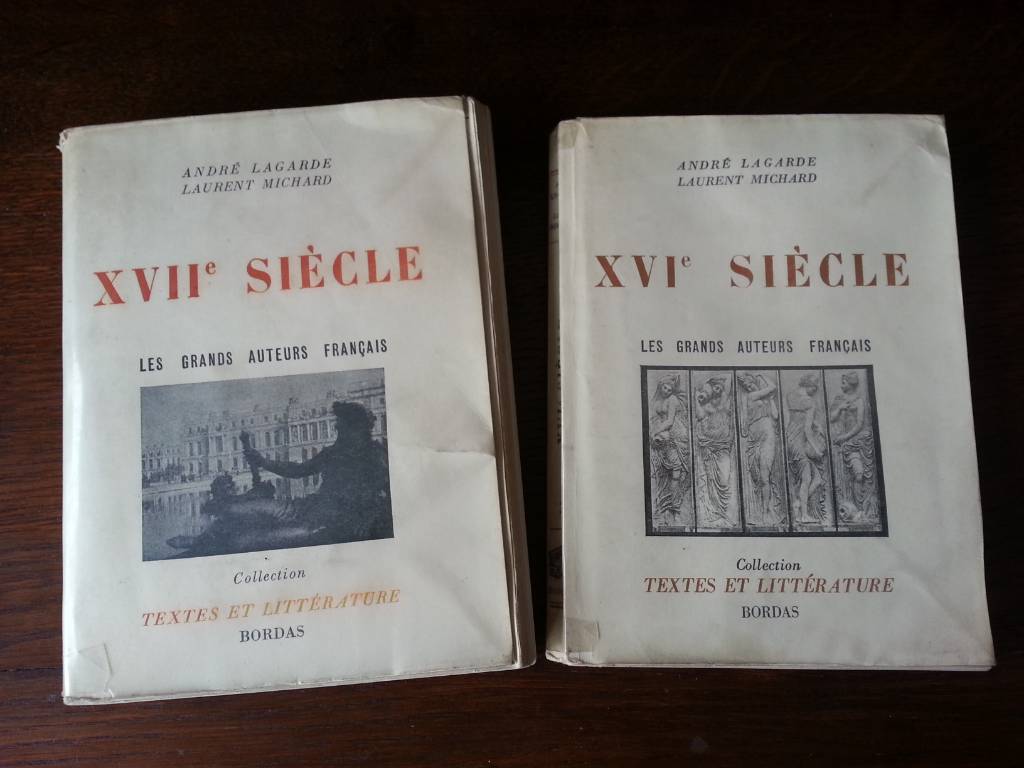 ANDRÉ LAGARDE
LAURENT MICHARD
XVIIe SIÈCLE
LES GRANDS AUTEURS FRANÇAIS
Collection
TEXTES ET LITTÉRATURE
BORDAS
ANDRÉ LAGARDE
LAURENT MICHARD
XVIe SIÈCLE
LES GRANDS AUTEURS FRANÇAIS
Collection
TEXTES ET LITTÉRATURE
BORDAS